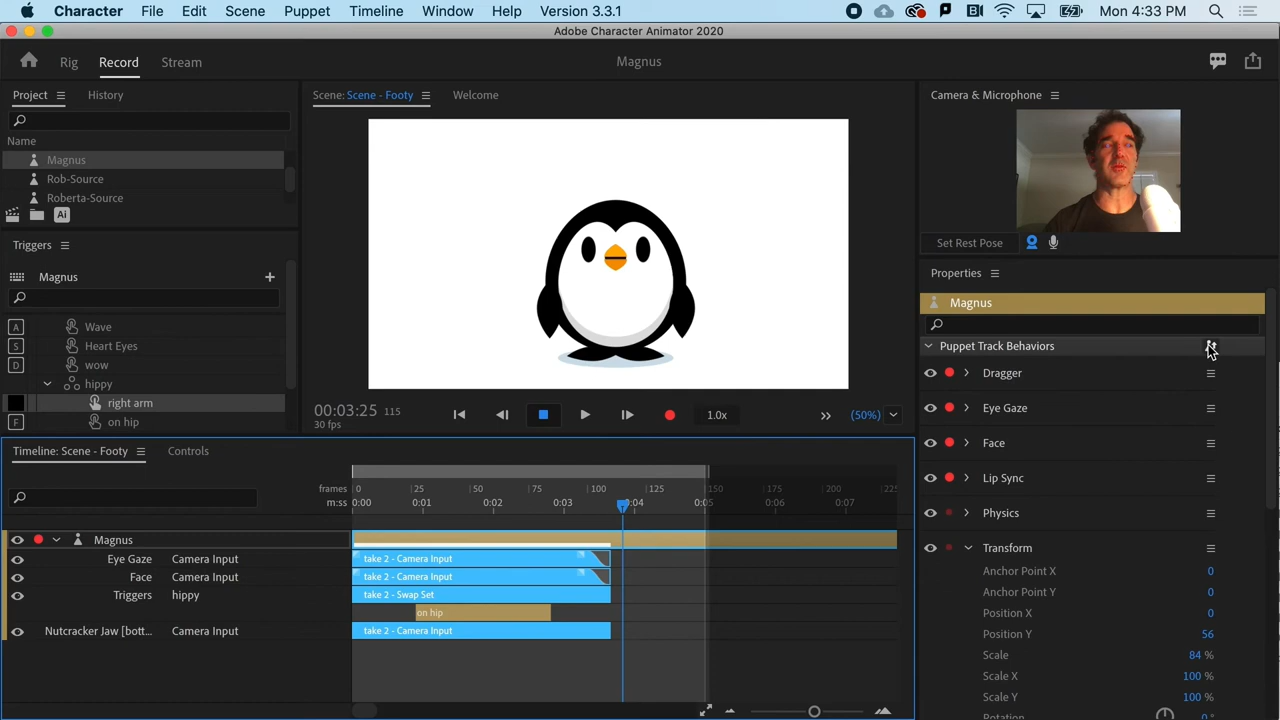 Character File Edit Scene Puppet Timeline Window Help Version 3.3.1 Mon 4:33 PM
Adobe Character Animator 2020
Rig Record Stream Magnus
Project History
Name
Magnus
Rob-Source
Roberta-Source
Ai
Triggers
Magnus
A Wave
S Heart Eyes
D wow
hippy
right arm
F on hip
Scene: Scene - Footy Welcome
00:03:25 115
30 fps
1.0x
(50%)
Camera & Microphone
Set Rest Pose
Properties
Magnus
Puppet Track Behaviors
Dragger
Eye Gaze
Face
Lip Sync
Physics
Transform
Anchor Point X 0
Anchor Point Y 0
Position X 0
Position Y 56
Scale 84 %
Scale X 100 %
Scale Y 100 %
Rotation 0 °
Timeline: Scene - Footy Controls
frames 0 25 50 75 100 125 150 175 200 225
m:ss 0:00 0:01 0:02 0:03 0:04 0:05 0:06 0:07
Magnus
Eye Gaze Camera Input take 2 - Camera Input
Face Camera Input take 2 - Camera Input
Triggers hippy take 2 - Swap Set
on hip
Nutcracker Jaw [bott... Camera Input take 2 - Camera Input